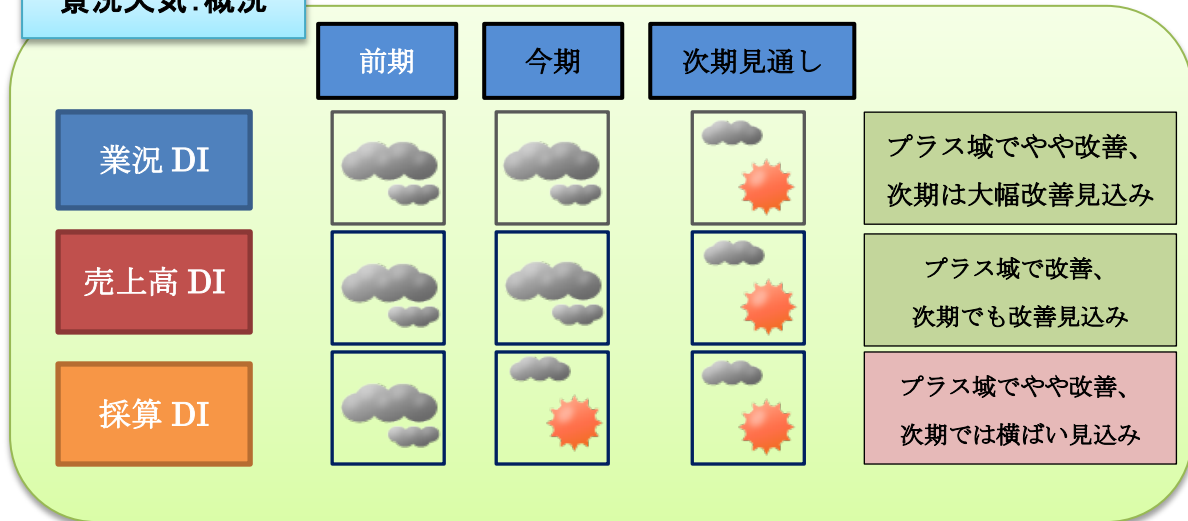 景況天気：概況
前期
今期
次期見通し
業況 DI
プラス域でやや改善、
次期は大幅改善見込み
売上高 DI
プラス域で改善、
次期でも改善見込み
採算 DI
プラス域でやや改善、
次期では横ばい見込み